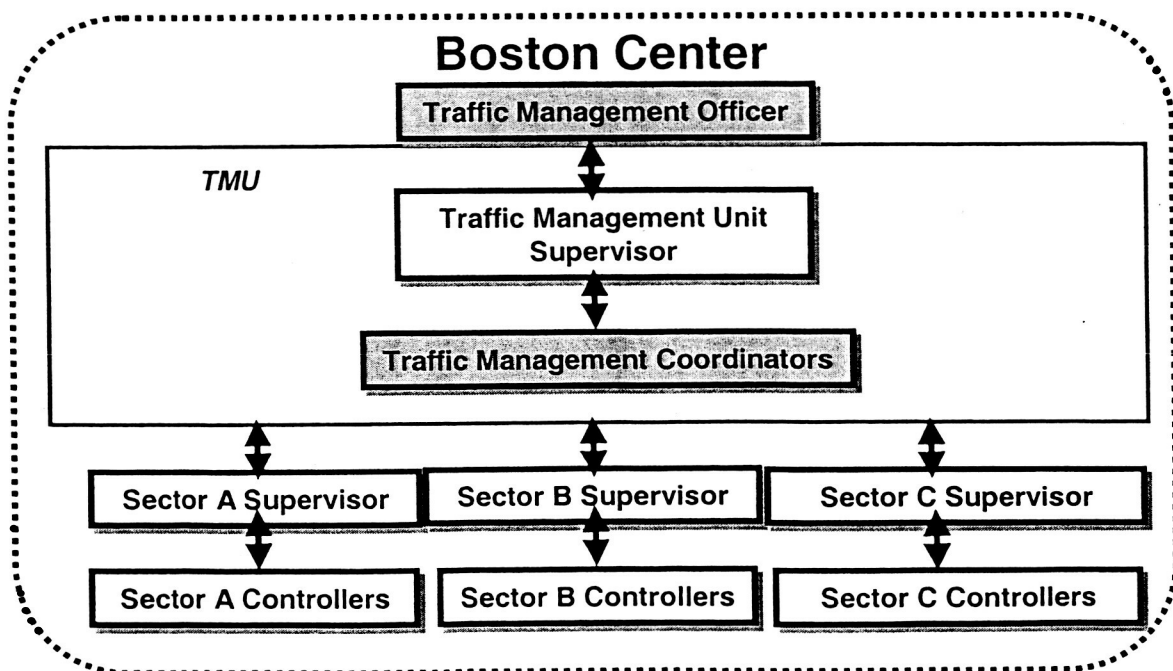 Boston Center
Traffic Management Officer
TMU
Traffic Management Unit
Supervisor
Traffic Management Coordinators
Sector A Supervisor
Sector B Supervisor
Sector C Supervisor
Sector A Controllers
Sector B Controllers
Sector C Controllers